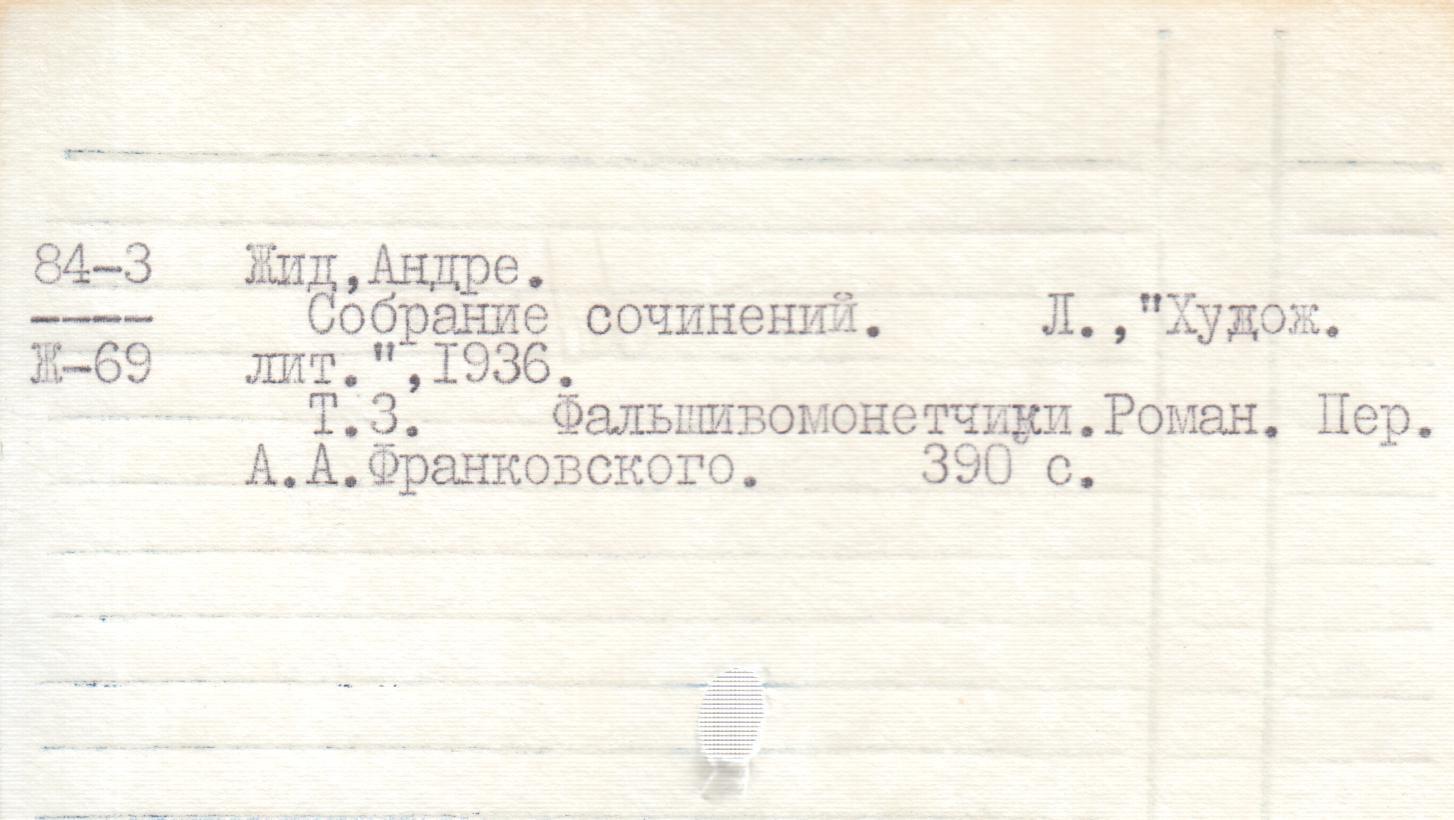 84-3 Жид,Андре.
---- Собрание сочинений. Л.,"Худож.
Ж-69 лит.",1936.
Т.3. Фальшивомонетчики.Роман. Пер.
А.А.Франковского. 390 с.